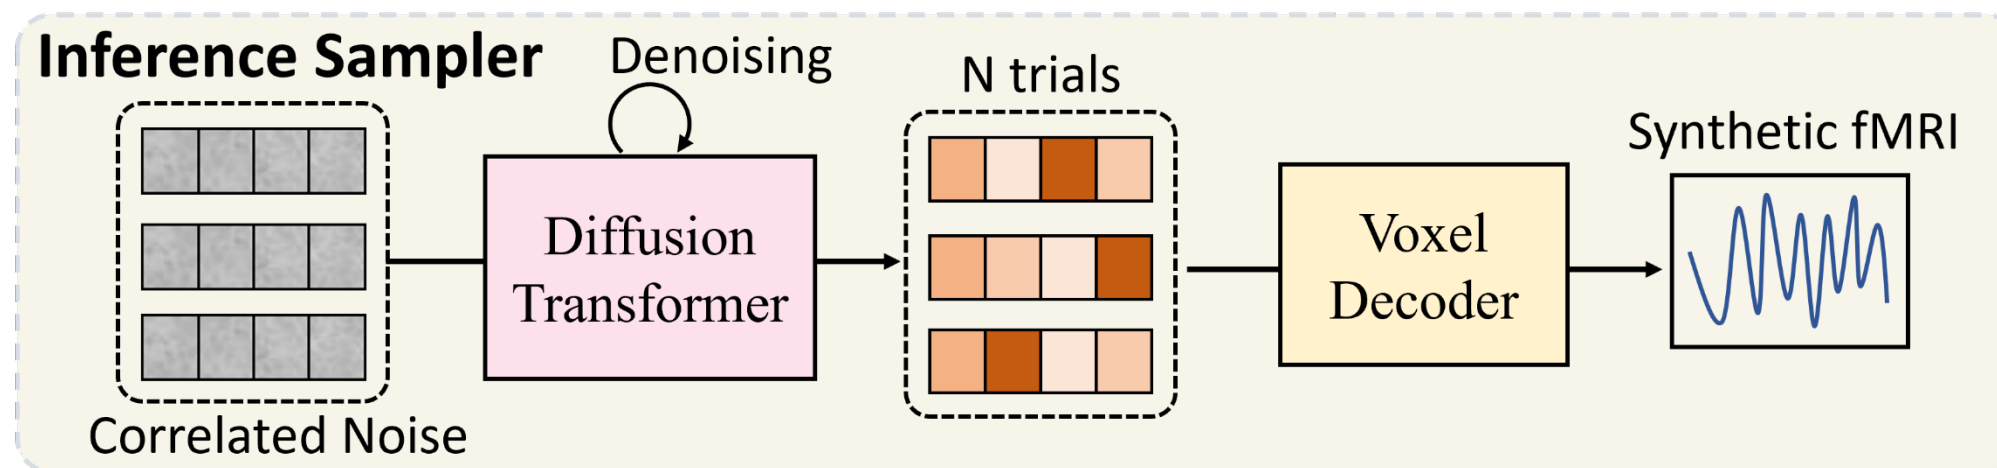 Inference Sampler
Denoising
N trials
Synthetic fMRI
Diffusion
Transformer
Voxel
Decoder
Correlated Noise